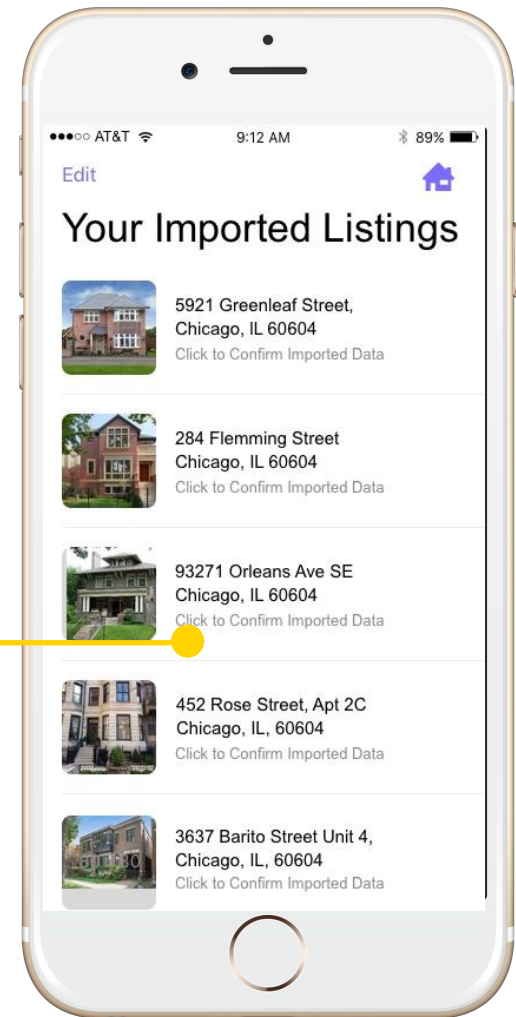 ●●●○○ AT&T 9:12 AM 89%
Edit
Your Imported Listings
5921 Greenleaf Street,
Chicago, IL 60604
Click to Confirm Imported Data
284 Flemming Street
Chicago, IL 60604
Click to Confirm Imported Data
93271 Orleans Ave SE
Chicago, IL 60604
Click to Confirm Imported Data
452 Rose Street, Apt 2C
Chicago, IL, 60604
Click to Confirm Imported Data
3637 Barito Street Unit 4,
Chicago, IL, 60604
Click to Confirm Imported Data